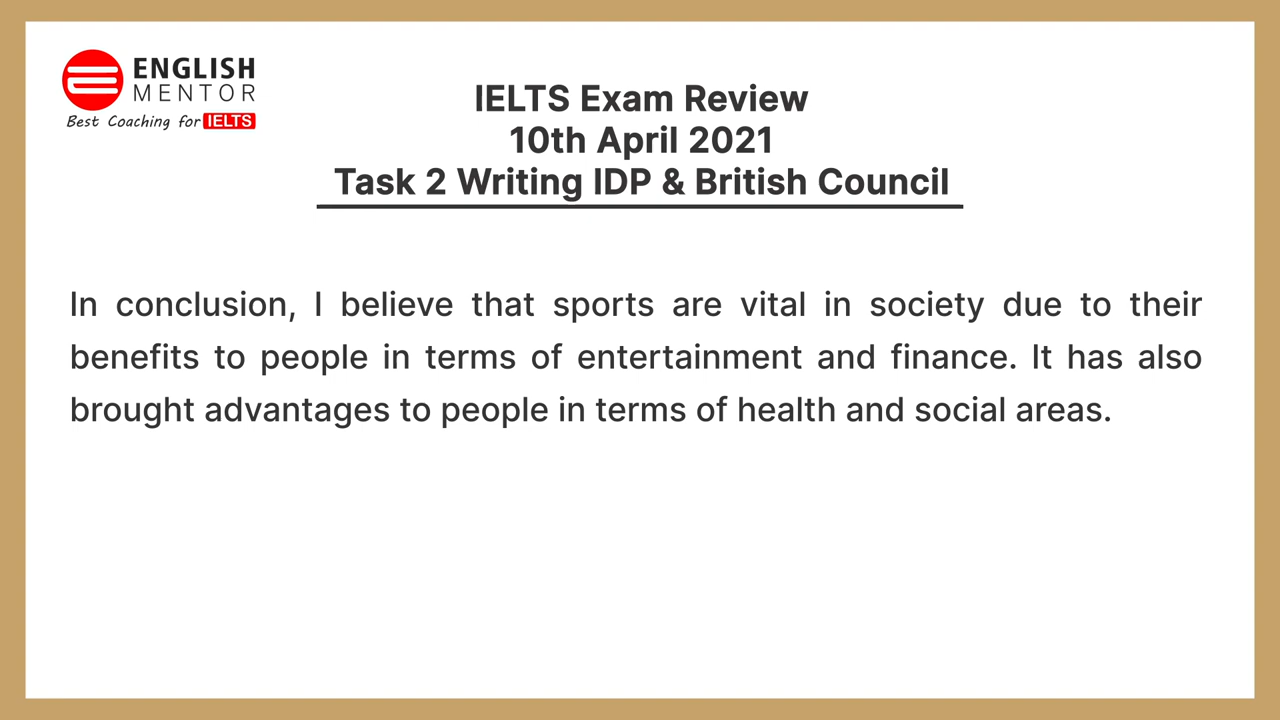 ENGLISH
MENTOR
Best Coaching for IELTS
IELTS Exam Review
10th April 2021
Task 2 Writing IDP & British Council
In conclusion, I believe that sports are vital in society due to their
benefits to people in terms of entertainment and finance. It has also
brought advantages to people in terms of health and social areas.